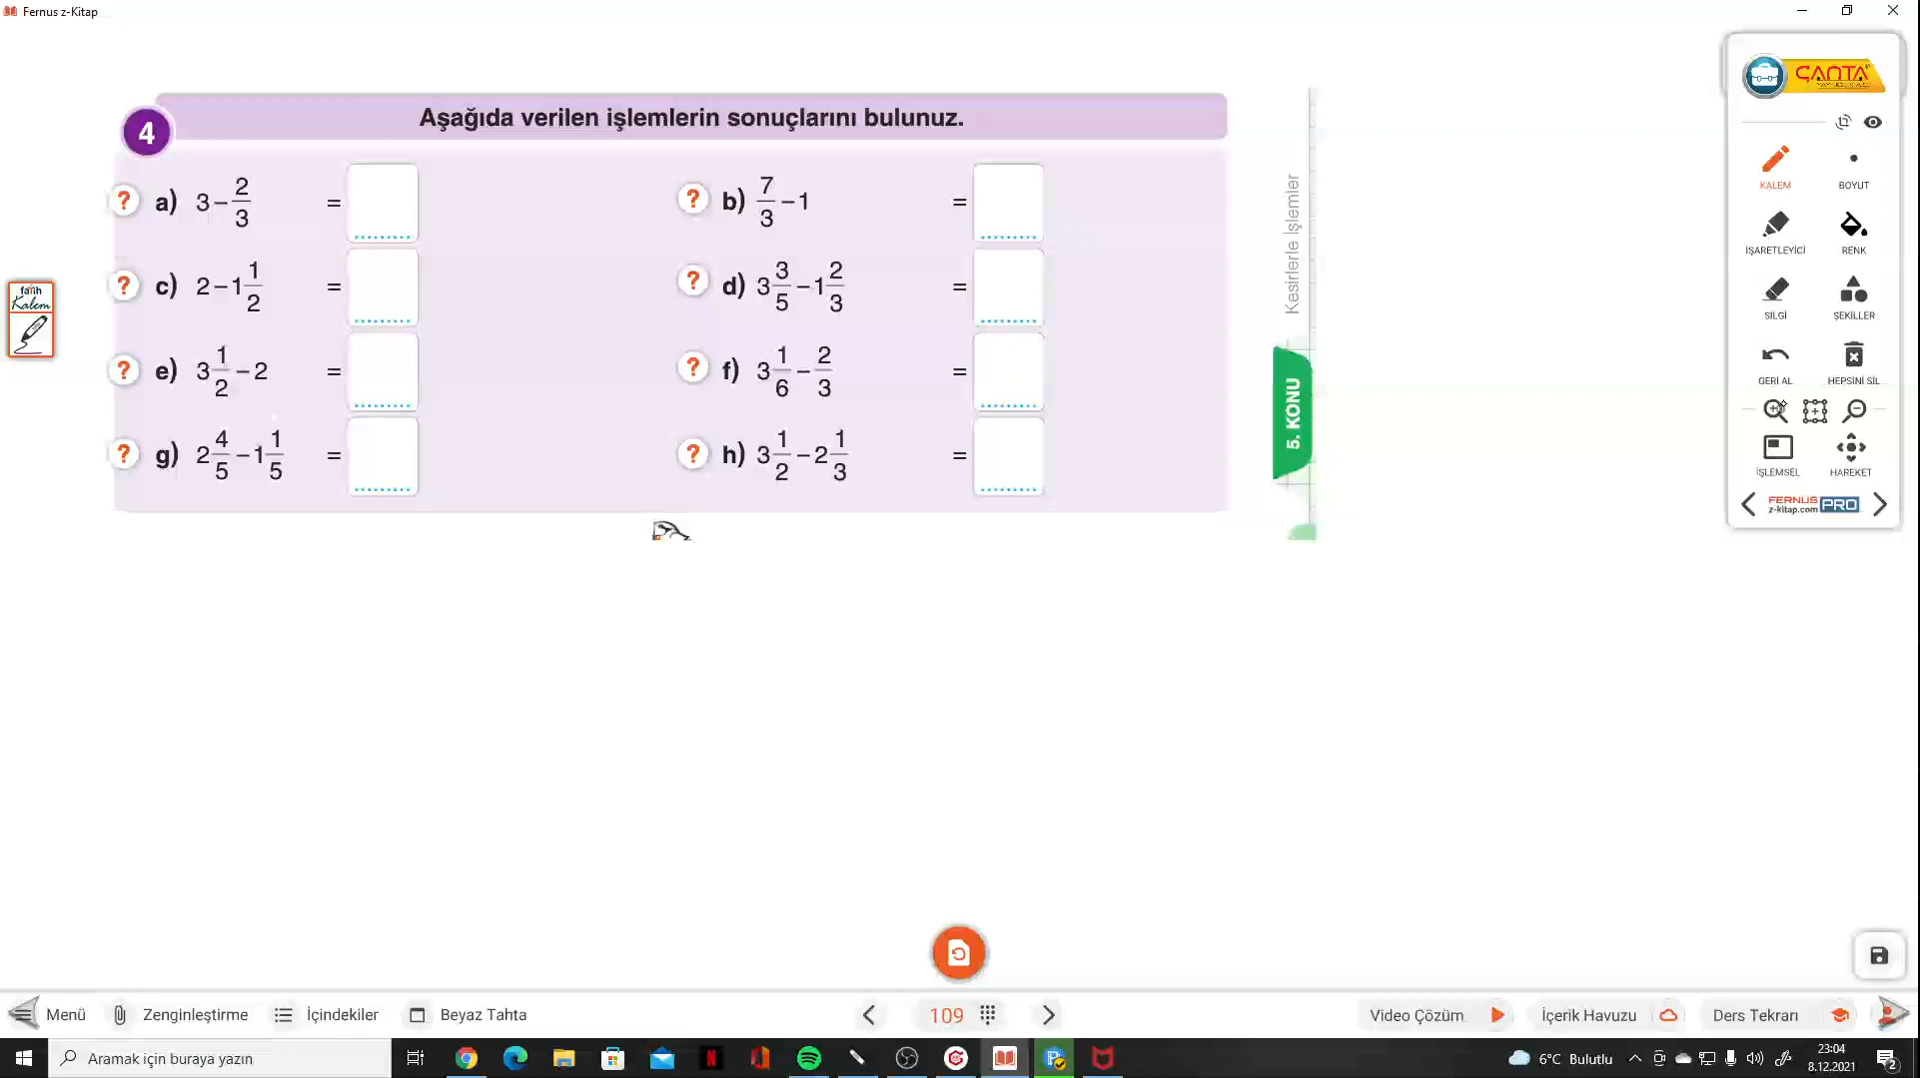 Fernus z-Kitap
ÇANTA
4 Aşağıda verilen işlemlerin sonuçlarını bulunuz.
? a) 3 - 2/3 =
? b) 7/3 - 1 =
? c) 2 - 1 1/2 =
? d) 3 3/5 - 1 2/3 =
? e) 3 1/2 - 2 =
? f) 3 1/6 - 2/3 =
? g) 2 4/5 - 1 1/5 =
? h) 3 1/2 - 2 1/3 =
Kesirlerle İşlemler
5. KONU
fatih
Kalem
KALEM
BOYUT
İŞARETLEYİCİ
RENK
SİLGİ
ŞEKİLLER
GERİ AL
HEPSİNİ SİL
İŞLEMSEL
HAREKET
FERNUS
z-kitap.com PRO
Menü
Zenginleştirme
İçindekiler
Beyaz Tahta
109
Video Çözüm
İçerik Havuzu
Ders Tekrarı
Aramak için buraya yazın
6°C Bulutlu
23:04
8.12.2021
2